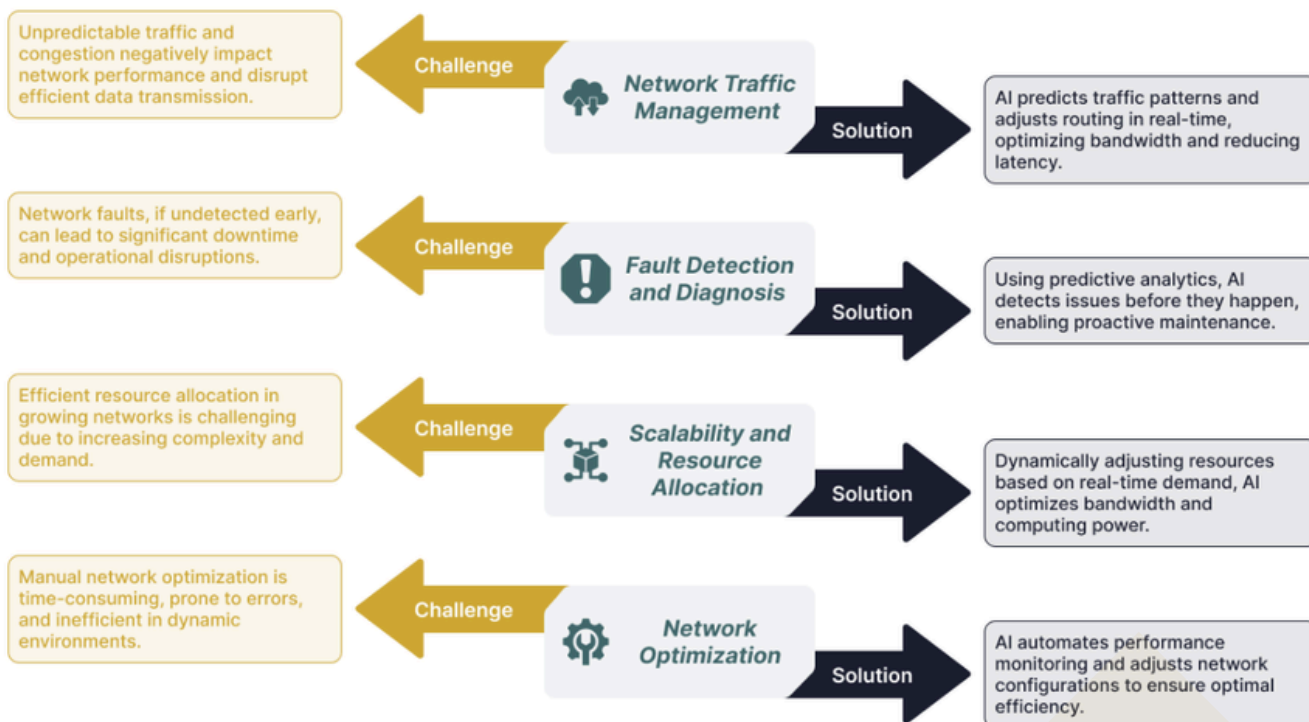 Unpredictable traffic and
congestion negatively impact
network performance and disrupt
efficient data transmission.
Challenge
Network Traffic
Management
Solution
AI predicts traffic patterns and
adjusts routing in real-time,
optimizing bandwidth and reducing
latency.
Network faults, if undetected early,
can lead to significant downtime
and operational disruptions.
Challenge
Fault Detection
and Diagnosis
Solution
Using predictive analytics, AI
detects issues before they happen,
enabling proactive maintenance.
Efficient resource allocation in
growing networks is challenging
due to increasing complexity and
demand.
Challenge
Scalability and
Resource
Allocation
Solution
Dynamically adjusting resources
based on real-time demand, AI
optimizes bandwidth and
computing power.
Manual network optimization is
time-consuming, prone to errors,
and inefficient in dynamic
environments.
Challenge
Network
Optimization
Solution
AI automates performance
monitoring and adjusts network
configurations to ensure optimal
efficiency.